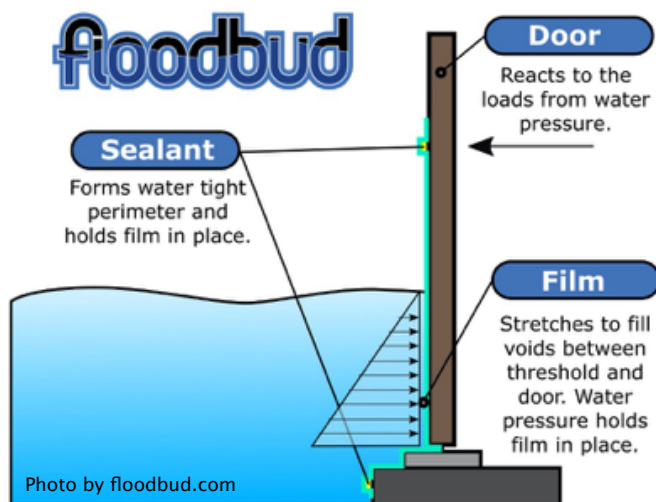 floodbud
Door
Reacts to the
loads from water
pressure.
Sealant
Forms water tight
perimeter and
holds film in place.
Film
Stretches to fill
voids between
threshold and
door. Water
pressure holds
film in place.
Photo by floodbud.com